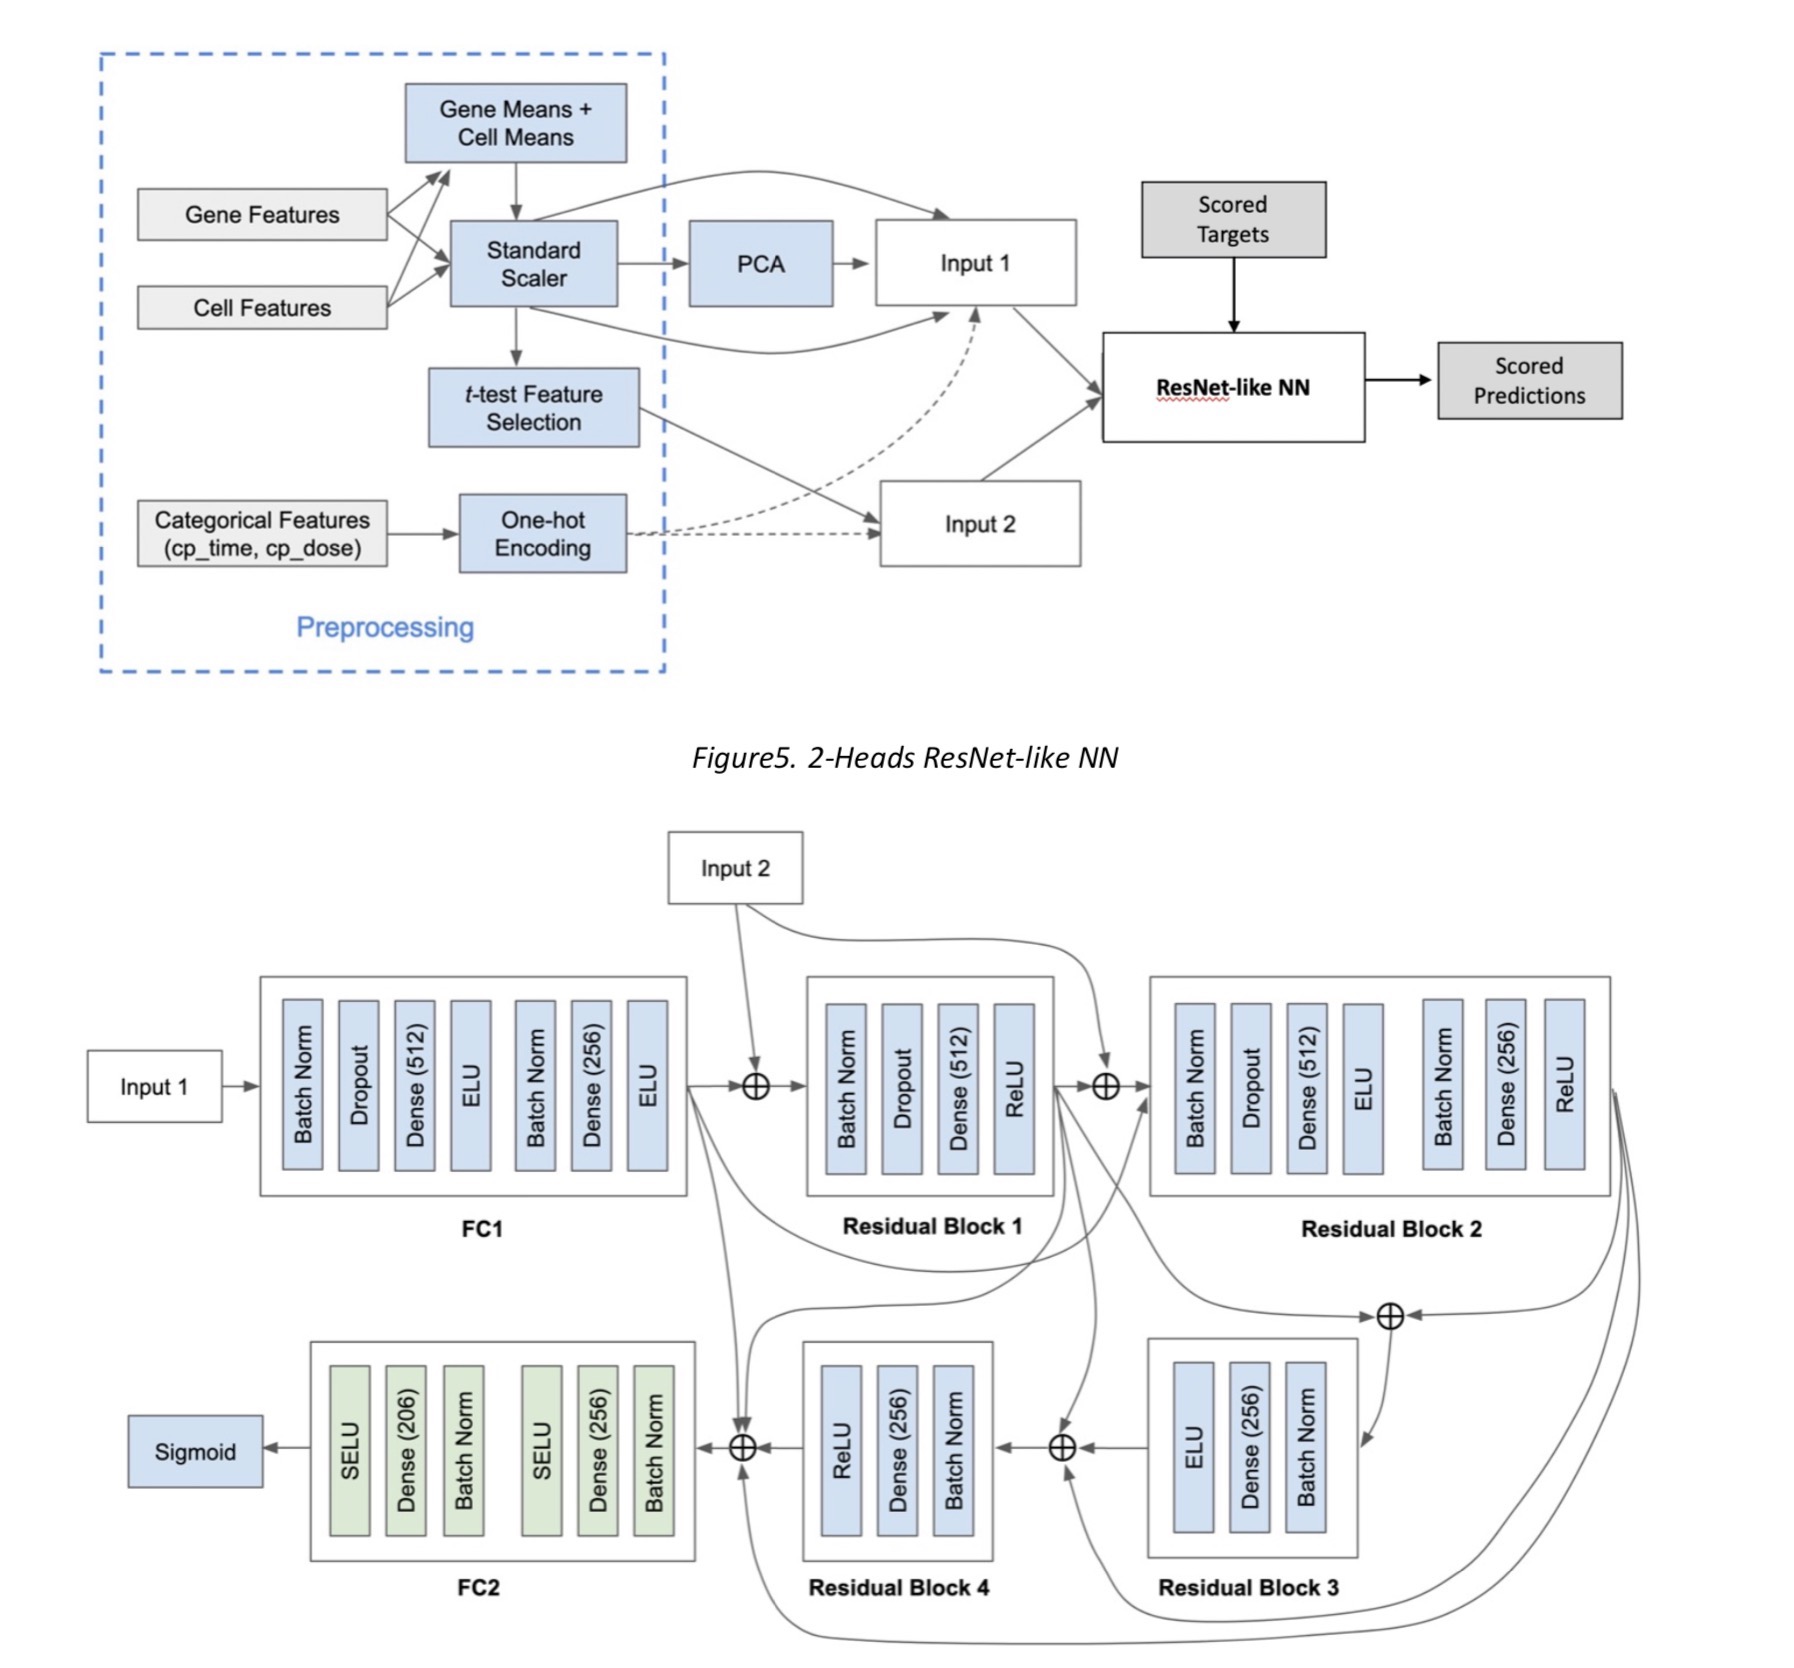 Gene Means +
Cell Means
Gene Features
Cell Features
Standard
Scaler
PCA
Input 1
t-test Feature
Selection
Categorical Features
(cp_time, cp_dose)
One-hot
Encoding
Input 2
Preprocessing
Scored
Targets
ResNet-like NN
Scored
Predictions
Figure5. 2-Heads ResNet-like NN
Input 2
Input 1
Batch Norm
Dropout
Dense (512)
ELU
Batch Norm
Dense (256)
ELU
FC1
Batch Norm
Dropout
Dense (512)
ReLU
Residual Block 1
Batch Norm
Dropout
Dense (512)
ELU
Batch Norm
Dense (256)
ReLU
Residual Block 2
Sigmoid
SELU
Dense (206)
Batch Norm
SELU
Dense (256)
Batch Norm
FC2
ReLU
Dense (256)
Batch Norm
Residual Block 4
ELU
Dense (256)
Batch Norm
Residual Block 3